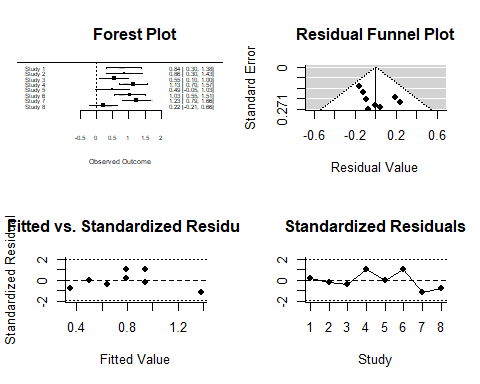 Forest Plot
Study 1 0.84 [ 0.30, 1.38]
Study 2 0.86 [ 0.30, 1.43]
Study 3 0.55 [ 0.10, 1.00]
Study 4
Study 5 0.49 [-0.05, 1.03]
Study 6 1.03 [ 0.55, 1.51]
Study 7 1.23 [ 0.79, 1.66]
Study 8 0.22 [-0.21, 0.66]
-0.5 0 0.5 1 1.5 2
Observed Outcome
Residual Funnel Plot
Standard Error
0
0.271
-0.6 -0.2 0.2 0.6
Residual Value
Fitted vs. Standardized Residu
Standardized Residual
2
0
-2
0.4 0.8 1.2
Fitted Value
Standardized Residuals
2
0
-2
1 2 3 4 5 6 7 8
Study